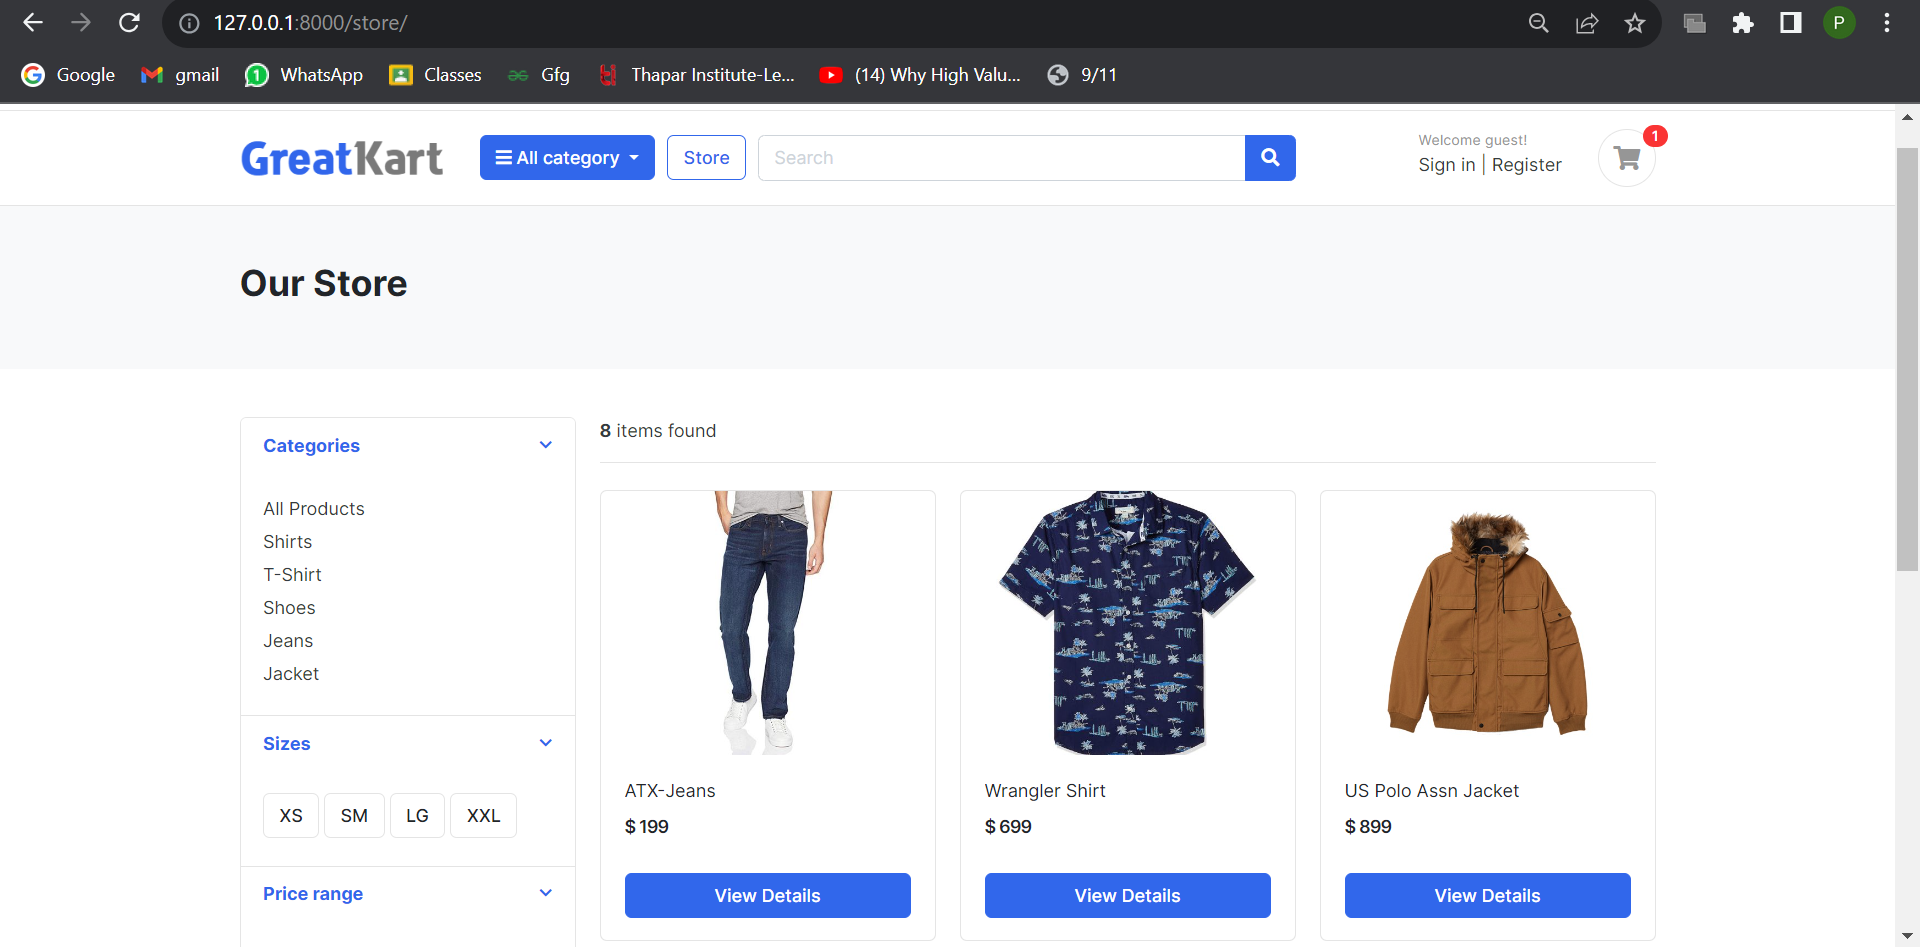 127.0.0.1:8000/store/
P
Google
gmail
WhatsApp
Classes
Gfg
Thapar Institute-Le...
(14) Why High Valu...
9/11
GreatKart
All category
Store
Search
Welcome guest!
Sign in | Register
1
Our Store
Categories
All Products
Shirts
T-Shirt
Shoes
Jeans
Jacket
Sizes
XS SM LG XXL
Price range
8 items found
ATX-Jeans
$ 199
View Details
Wrangler Shirt
$ 699
View Details
US Polo Assn Jacket
$ 899
View Details